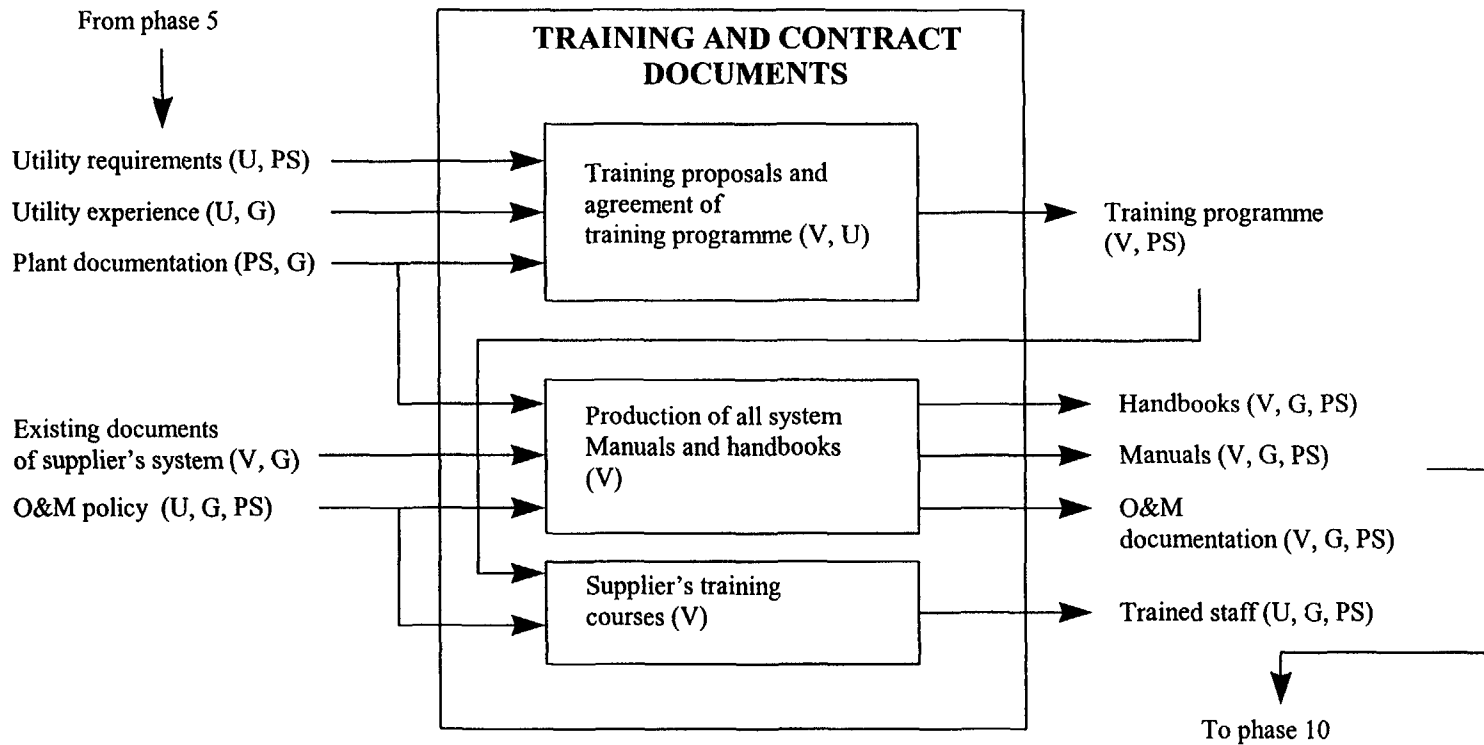 From phase 5
TRAINING AND CONTRACT
DOCUMENTS
Utility requirements (U, PS)
Utility experience (U, G)
Plant documentation (PS, G)
Training proposals and
agreement of
training programme (V, U)
Training programme
(V, PS)
Existing documents
of supplier's system (V, G)
O&M policy (U, G, PS)
Production of all system
Manuals and handbooks
(V)
Handbooks (V, G, PS)
Manuals (V, G, PS)
O&M
documentation (V, G, PS)
Supplier's training
courses (V)
Trained staff (U, G, PS)
To phase 10